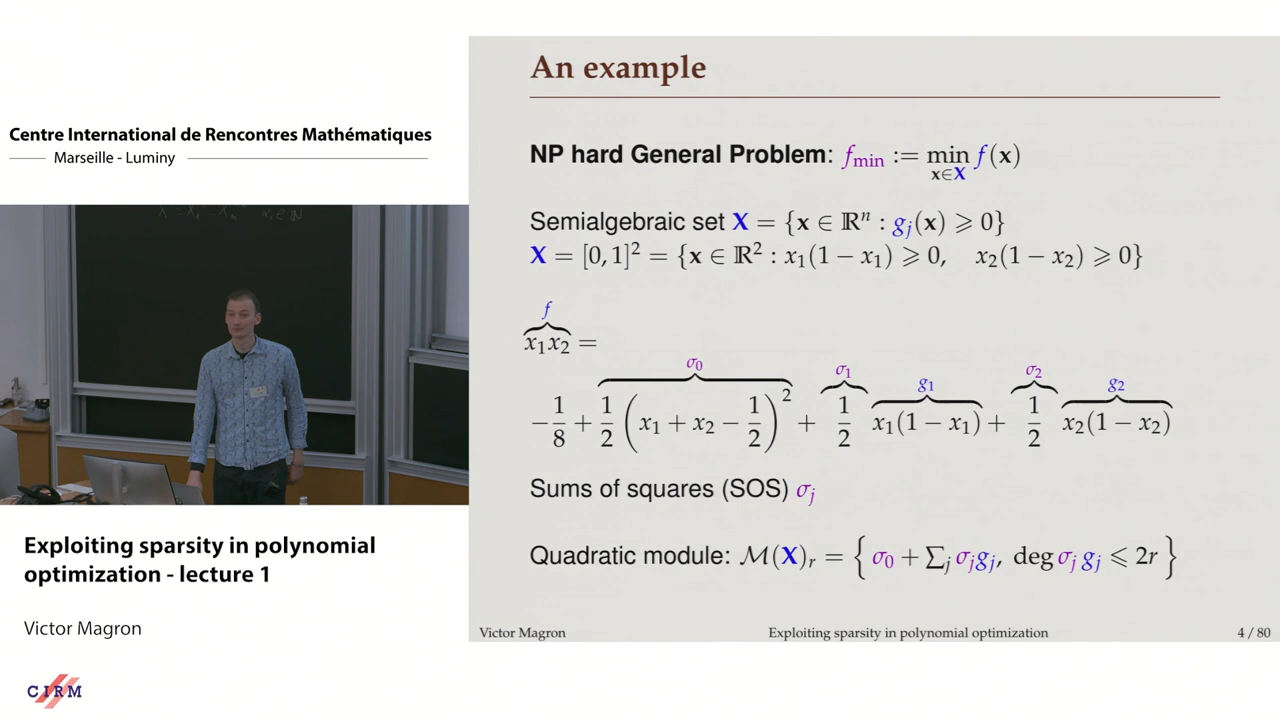 Centre International de Rencontres Mathématiques
Marseille - Luminy
Exploiting sparsity in polynomial
optimization - lecture 1
Victor Magron
CIRM
An example
NP hard General Problem: f_min := min_{x∈X} f(x)
Semialgebraic set X = {x ∈ ℝⁿ : g_j(x) ⩾ 0}
X = [0, 1]² = {x ∈ ℝ² : x₁(1 − x₁) ⩾ 0, x₂(1 − x₂) ⩾ 0}
f
x₁x₂ =
σ₀ σ₁ g₁ σ₂ g₂
−1/8 + 1/2 (x₁ + x₂ − 1/2)² + 1/2 x₁(1 − x₁) + 1/2 x₂(1 − x₂)
Sums of squares (SOS) σ_j
Quadratic module: ℳ(X)_r = { σ₀ + ∑_j σ_j g_j, deg σ_j g_j ⩽ 2r }
Victor Magron Exploiting sparsity in polynomial optimization 4 / 80